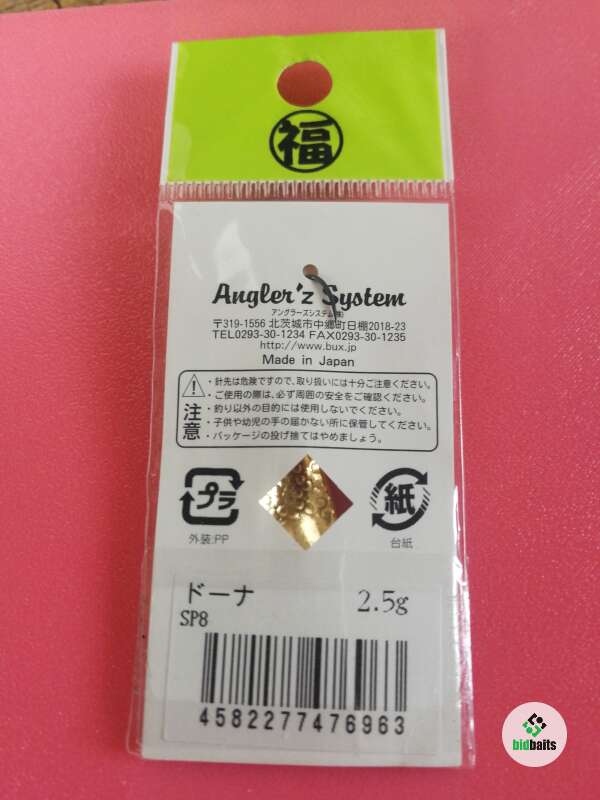 福
Angler'z System
アングラーズシステム㈱
〒319-1556 北茨城市中郷町日棚2018-23
TEL0293-30-1234 FAX0293-30-1235
http://www.bux.jp
Made in Japan
注意
・針先は危険ですので、取り扱いには十分ご注意ください。
・ご使用の際は、必ず周囲の安全をご確認ください。
・釣り以外の目的には使用しないでください。
・子供や幼児の手の届かない所に保管してください。
・パッケージの投げ捨てはやめましょう。
プラ
外装:PP
紙
台紙
ドーナ 2.5g
SP8
4582277476963
bidbaits